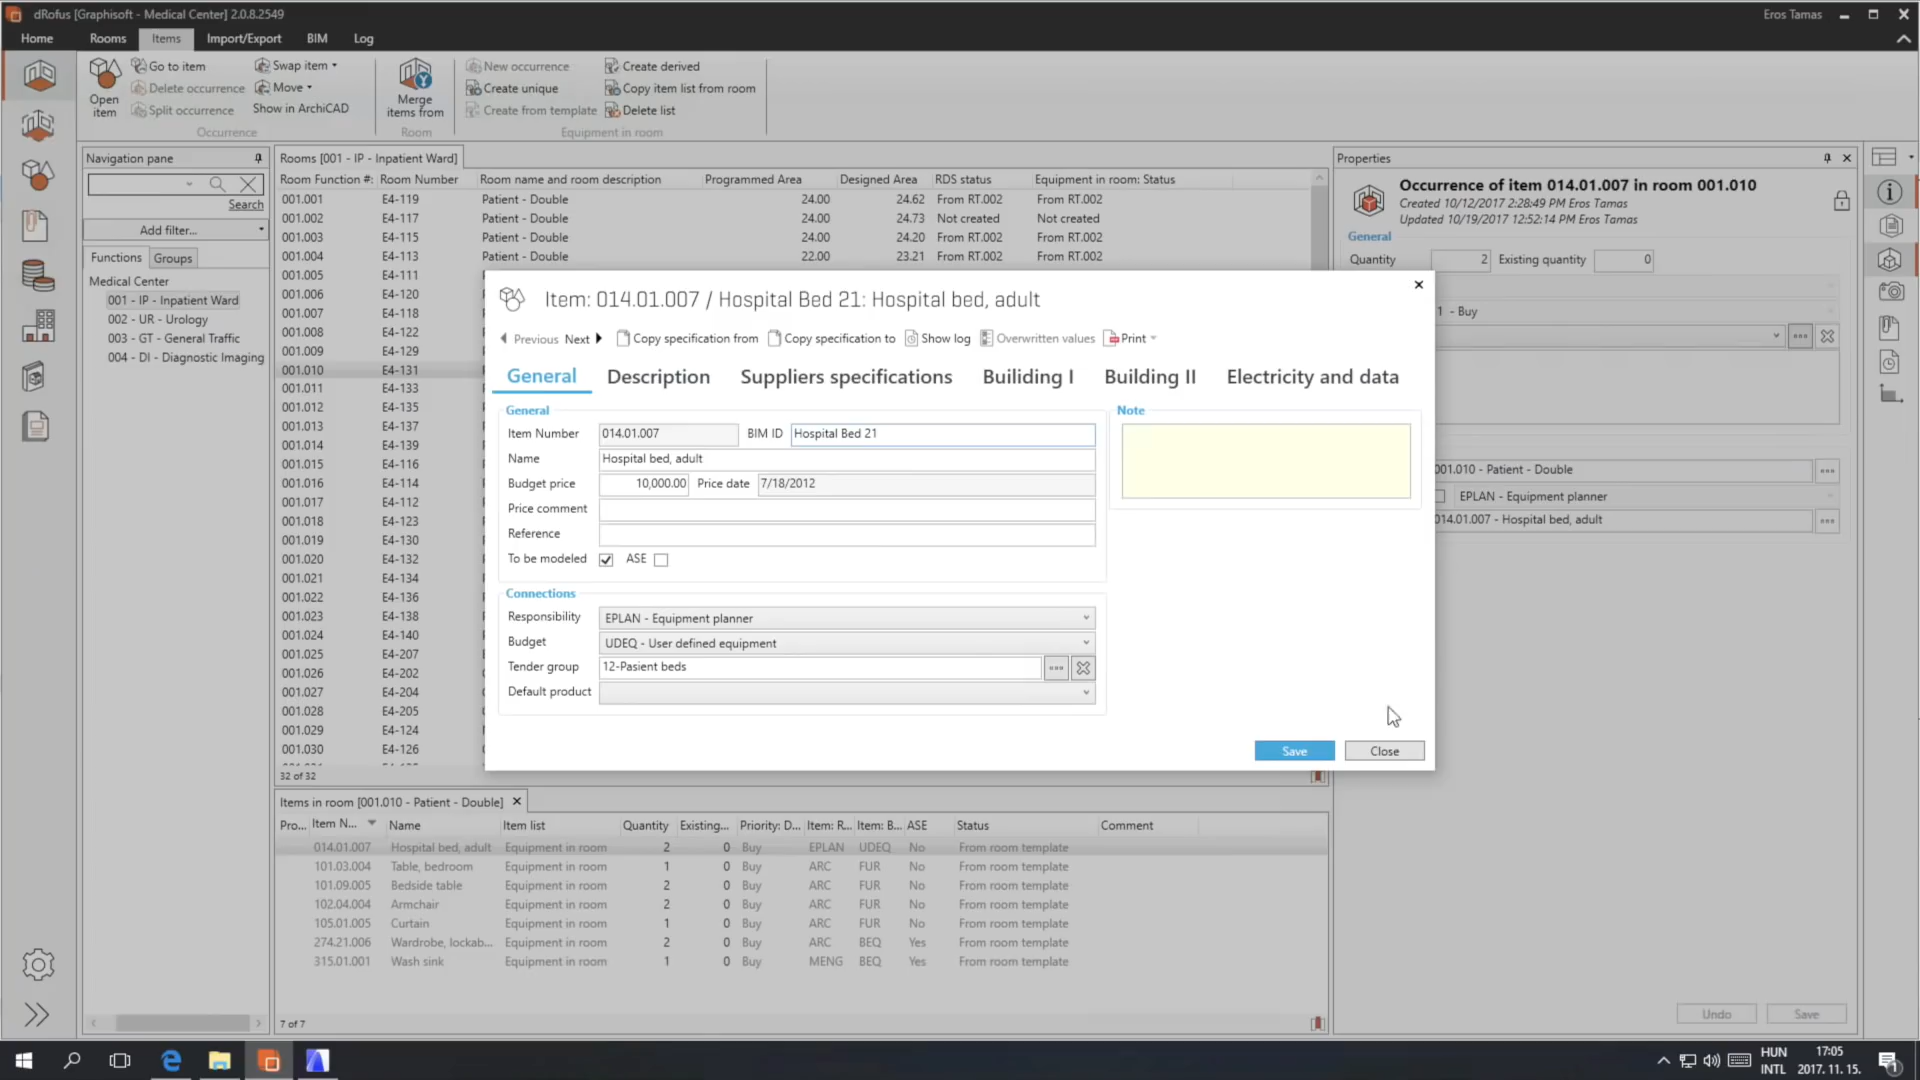 dRofus [Graphisoft - Medical Center] 2.0.8.2549
Eros Tamas
Home Rooms Items Import/Export BIM Log
Open item
Go to item
Delete occurrence
Split occurrence
Swap item
Move
Show in ArchiCAD
Occurrence
Merge items from
Room
New occurrence
Create unique
Create from template
Create derived
Copy item list from room
Delete list
Equipment in room
Navigation pane
Search
Add filter...
Functions Groups
Medical Center
001 - IP - Inpatient Ward
002 - UR - Urology
003 - GT - General Traffic
004 - DI - Diagnostic Imaging
Rooms [001 - IP - Inpatient Ward]
Room Function #: Room Number Room name and room description Programmed Area Designed Area RDS status Equipment in room: Status
001.001 E4-119 Patient - Double 24.00 24.62 From RT.002 From RT.002
001.002 E4-117 Patient - Double 24.00 24.73 Not created Not created
001.003 E4-115 Patient - Double 24.00 24.20 From RT.002 From RT.002
001.004 E4-113 Patient - Double 22.00 23.21 From RT.002 From RT.002
001.005 E4-111
001.006 E4-120
001.007 E4-118
001.008 E4-122
001.009 E4-129
001.010 E4-131
001.011 E4-133
001.012 E4-135
001.013 E4-137
001.014 E4-139
001.015 E4-116
001.016 E4-114
001.017 E4-112
001.018 E4-123
001.019 E4-130
001.020 E4-132
001.021 E4-134
001.022 E4-136
001.023 E4-138
001.024 E4-140
001.025 E4-207
001.026 E4-202
001.027 E4-204
001.028 E4-205
001.029 E4-124
001.030 E4-126
32 of 32
Item: 014.01.007 / Hospital Bed 21: Hospital bed, adult
Previous Next Copy specification from Copy specification to Show log Overwritten values Print
General Description Suppliers specifications Builiding I Building II Electricity and data
General
Item Number 014.01.007 BIM ID Hospital Bed 21
Name Hospital bed, adult
Budget price 10,000.00 Price date 7/18/2012
Price comment
Reference
To be modeled ASE
Note
Connections
Responsibility EPLAN - Equipment planner
Budget UDEQ - User defined equipment
Tender group 12-Pasient beds
Default product
Save Close
Items in room [001.010 - Patient - Double]
Pro... Item N... Name Item list Quantity Existing... Priority: D... Item: R... Item: B... ASE Status Comment
014.01.007 Hospital bed, adult Equipment in room 2 0 Buy EPLAN UDEQ No From room template
101.03.004 Table, bedroom Equipment in room 1 0 Buy ARC FUR No From room template
101.09.005 Bedside table Equipment in room 2 0 Buy ARC FUR No From room template
102.04.004 Armchair Equipment in room 2 0 Buy ARC FUR No From room template
105.01.005 Curtain Equipment in room 1 0 Buy ARC FUR No From room template
274.21.006 Wardrobe, lockab... Equipment in room 2 0 Buy ARC BEQ Yes From room template
315.01.001 Wash sink Equipment in room 1 0 Buy MENG BEQ Yes From room template
7 of 7
Properties
Occurrence of item 014.01.007 in room 001.010
Created 10/12/2017 2:28:49 PM Eros Tamas
Updated 10/19/2017 12:52:14 PM Eros Tamas
General
Quantity 2 Existing quantity 0
1 - Buy
001.010 - Patient - Double
EPLAN - Equipment planner
014.01.007 - Hospital bed, adult
Undo Save
HUN
INTL
17:05
2017. 11. 15.
1